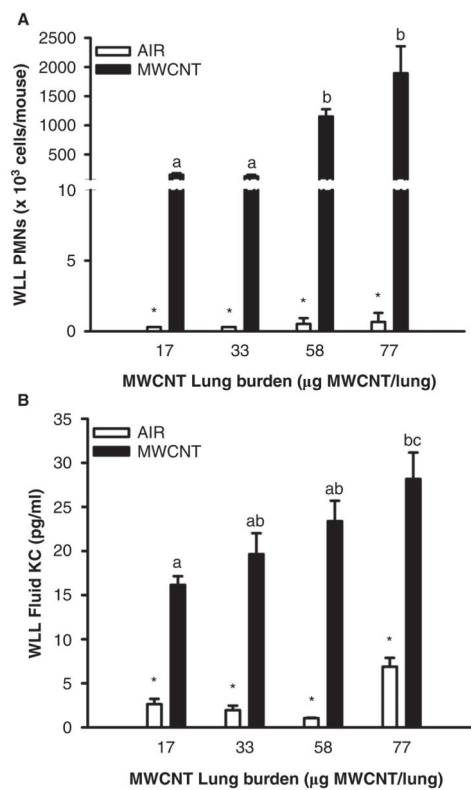 A
AIR
MWCNT
WLL PMNs (x 10³ cells/mouse)
2500
2000
1500
1000
500
10
5
0
a
a
b
b
*
*
*
*
17
33
58
77
MWCNT Lung burden (µg MWCNT/lung)
B
AIR
MWCNT
WLL Fluid KC (pg/ml)
35
30
25
20
15
10
5
0
a
ab
ab
bc
*
*
*
*
17
33
58
77
MWCNT Lung burden (µg MWCNT/lung)